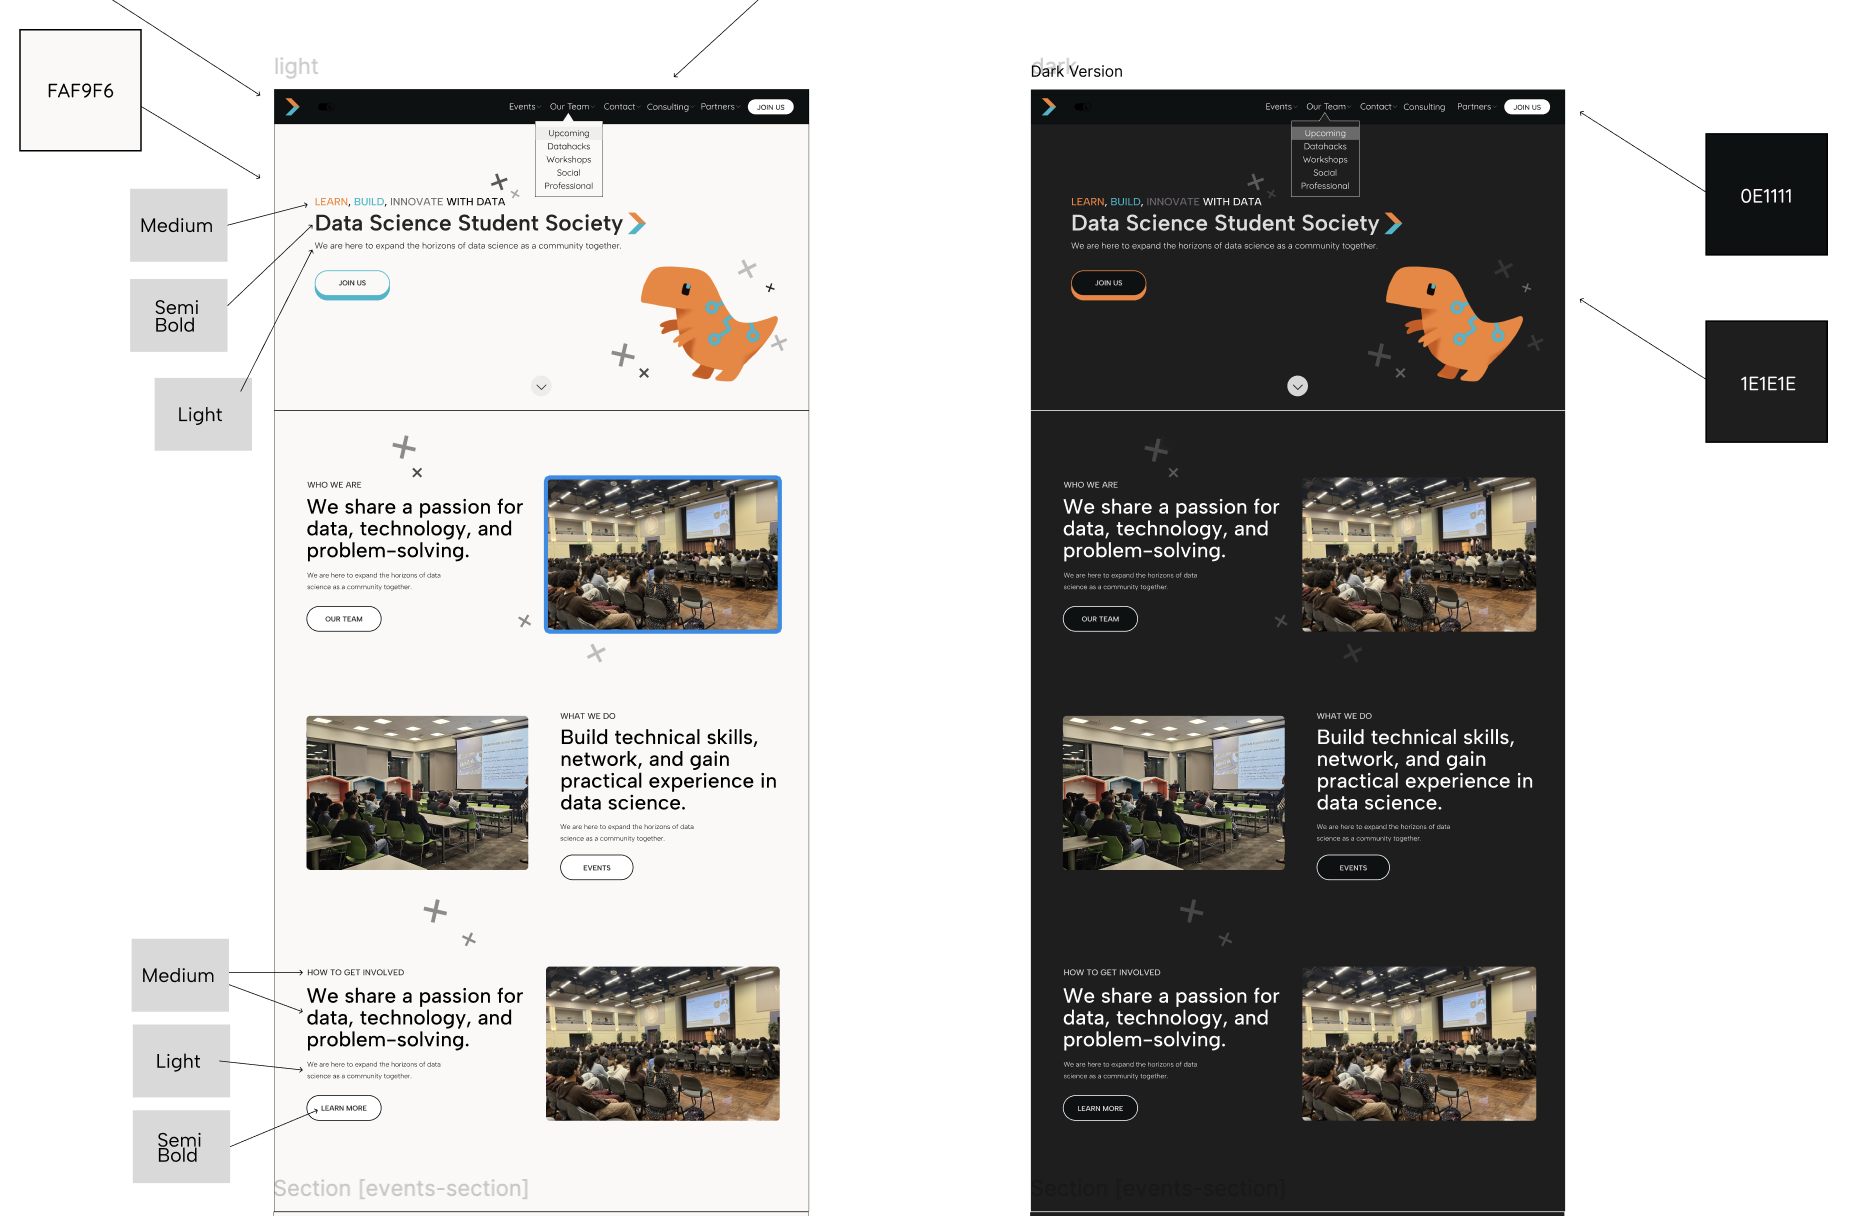 FAF9F6
Medium
Semi
Bold
Light
Medium
Light
Semi
Bold
light
Events
Our Team
Contact
Consulting
Partners
JOIN US
Upcoming
Datahacks
Workshops
Social
Professional
LEARN, BUILD, INNOVATE WITH DATA
Data Science Student Society
We are here to expand the horizons of data science as a community together.
JOIN US
WHO WE ARE
We share a passion for
data, technology, and
problem-solving.
We are here to expand the horizons of data
science as a community together.
OUR TEAM
WHAT WE DO
Build technical skills,
network, and gain
practical experience in
data science.
We are here to expand the horizons of data
science as a community together.
EVENTS
HOW TO GET INVOLVED
We share a passion for
data, technology, and
problem-solving.
We are here to expand the horizons of data
science as a community together.
LEARN MORE
Section [events-section]
dark
Dark Version
Events
Our Team
Contact
Consulting
Partners
JOIN US
Upcoming
Datahacks
Workshops
Social
Professional
LEARN, BUILD, INNOVATE WITH DATA
Data Science Student Society
We are here to expand the horizons of data science as a community together.
JOIN US
WHO WE ARE
We share a passion for
data, technology, and
problem-solving.
We are here to expand the horizons of data
science as a community together.
OUR TEAM
WHAT WE DO
Build technical skills,
network, and gain
practical experience in
data science.
We are here to expand the horizons of data
science as a community together.
EVENTS
HOW TO GET INVOLVED
We share a passion for
data, technology, and
problem-solving.
We are here to expand the horizons of data
science as a community together.
LEARN MORE
Section [events-section]
0E1111
1E1E1E